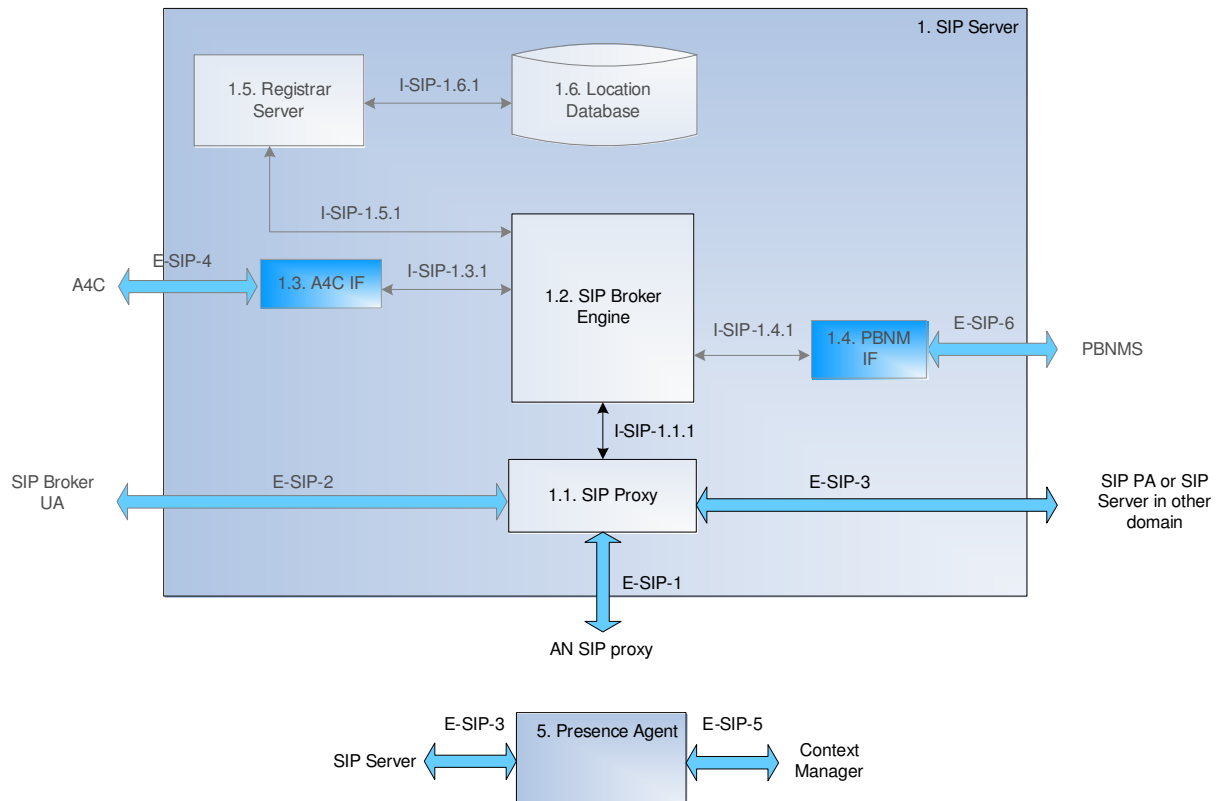 1. SIP Server
1.5. Registrar
Server
I-SIP-1.6.1
1.6. Location
Database
I-SIP-1.5.1
E-SIP-4
A4C
1.3. A4C IF
I-SIP-1.3.1
1.2. SIP Broker
Engine
I-SIP-1.4.1
1.4. PBNM
IF
E-SIP-6
PBNMS
I-SIP-1.1.1
SIP Broker
UA
E-SIP-2
1.1. SIP Proxy
E-SIP-3
SIP PA or SIP
Server in other
domain
E-SIP-1
AN SIP proxy
E-SIP-3
5. Presence Agent
E-SIP-5
SIP Server
Context
Manager